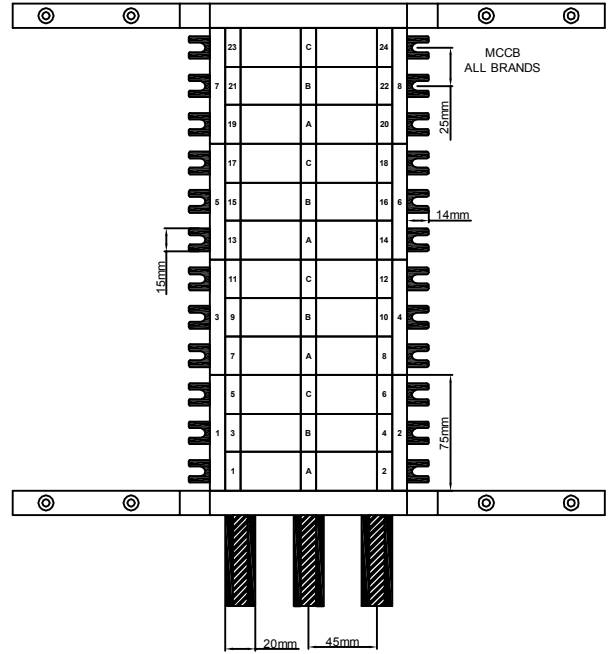 23 C 24
MCCB
ALL BRANDS
7 21 B 22 8
25mm
19 A 20
17 C 18
5 15 B 16 6
14mm
13 A 14
15mm
11 C 12
3 9 B 10 4
7 A 8
5 C 6
75mm
1 3 B 4 2
1 A 2
20mm
45mm